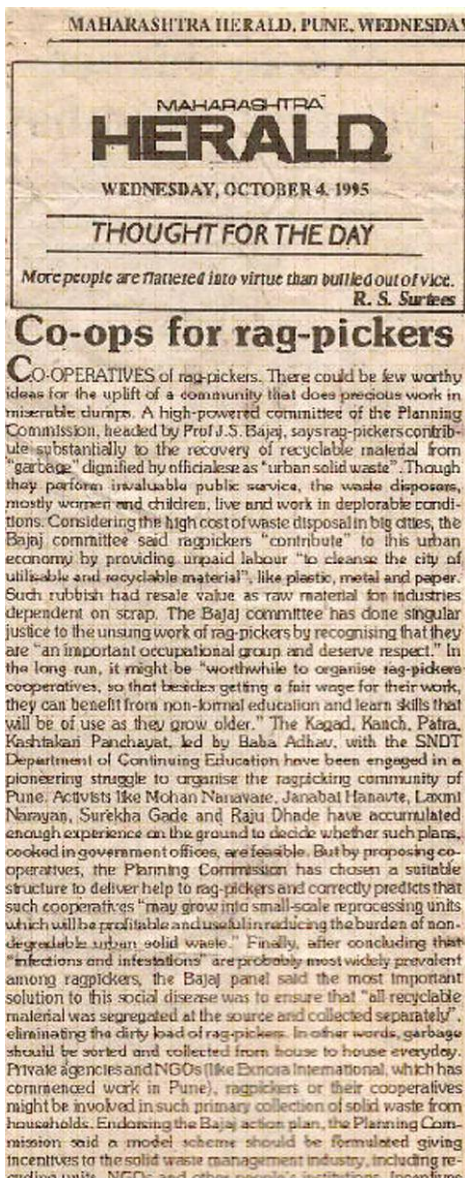 MAHARASHTRA HERALD, PUNE, WEDNESDAY
MAHARASHTRA
HERALD
WEDNESDAY, OCTOBER 4, 1995
THOUGHT FOR THE DAY
More people are flattered into virtue than bullied out of vice.
R. S. Surtees
Co-ops for rag-pickers
CO-OPERATIVES of rag-pickers. There could be few worthy
ideas for the uplift of a community that does precious work in
miserable dumps. A high-powered committee of the Planning
Commission, headed by Prof J.S. Bajaj, says rag-pickers contrib-
ute substantially to the recovery of recyclable material from
"garbage" dignified by officialese as "urban solid waste". Though
they perform invaluable public service, the waste disposers,
mostly women and children, live and work in deplorable condi-
tions. Considering the high cost of waste disposal in big cities, the
Bajaj committee said ragpickers "contribute" to this urban
economy by providing unpaid labour "to cleanse the city of
utilisable and recyclable material", like plastic, metal and paper.
Such rubbish had resale value as raw material for industries
dependent on scrap. The Bajaj committee has done singular
justice to the unsung work of rag-pickers by recognising that they
are "an important occupational group and deserve respect." In
the long run, it might be "worthwhile to organise rag-pickers
cooperatives, so that besides getting a fair wage for their work,
they can benefit from non-formal education and learn skills that
will be of use as they grow older." The Kagad, Kanch, Patra,
Kashtakari Panchayat, led by Baba Adhav, with the SNDT
Department of Continuing Education have been engaged in a
pioneering struggle to organise the ragpicking community of
Pune. Activists like Mohan Nanavare, Janabai Hanavte, Laxmi
Narayan, Surekha Gade and Raju Dhade have accumulated
enough experience on the ground to decide whether such plans,
cooked in government offices, are feasible. But by proposing co-
operatives, the Planning Commission has chosen a suitable
structure to deliver help to rag-pickers and correctly predicts that
such cooperatives "may grow into small-scale reprocessing units
which will be profitable and useful in reducing the burden of non-
degradable urban solid waste." Finally, after concluding that
"infections and infestations" are probably most widely prevalent
among ragpickers, the Bajaj panel said the most important
solution to this social disease was to ensure that "all recyclable
material was segregated at the source and collected separately",
eliminating the dirty load of rag-pickers. In other words, garbage
should be sorted and collected from house to house everyday.
Private agencies and NGOs (like Exnora International, which has
commenced work in Pune), ragpickers or their cooperatives
might be involved in such primary collection of solid waste from
households. Endorsing the Bajaj action plan, the Planning Com-
mission said a model scheme should be formulated giving
incentives to the solid waste management industry, including re-
cycling units, NGOs and other people's institutions. Incentives